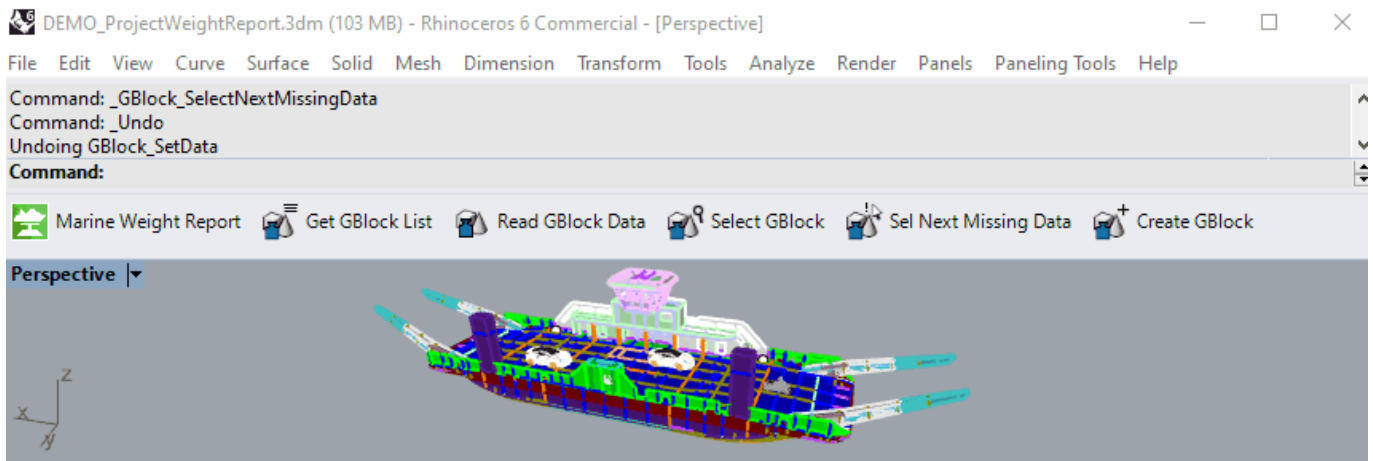 6 DEMO_ProjectWeightReport.3dm (103 MB) - Rhinoceros 6 Commercial - [Perspective]
File Edit View Curve Surface Solid Mesh Dimension Transform Tools Analyze Render Panels Paneling Tools Help
Command: _GBlock_SelectNextMissingData
Command: _Undo
Undoing GBlock_SetData
Command:
Marine Weight Report Get GBlock List Read GBlock Data Select GBlock Sel Next Missing Data Create GBlock
Perspective
z
x
y